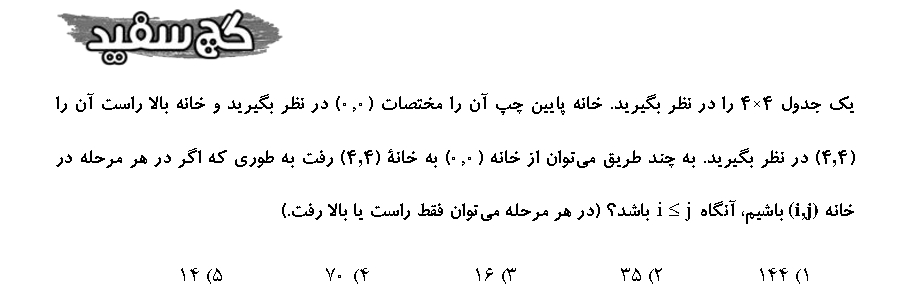 گچ سفید
یک جدول ۴×۴ را در نظر بگیرید. خانه پایین چپ آن را مختصات (۰,۰) در نظر بگیرید و خانه بالا راست آن را
(۴,۴) در نظر بگیرید. به چند طریق می‌توان از خانه (۰,۰) به خانهٔ (۴,۴) رفت به طوری که اگر در هر مرحله در
خانه (i,j) باشیم، آنگاه i ≤ j باشد؟ (در هر مرحله می‌توان فقط راست یا بالا رفت.)
۱) ۱۴۴ ۲) ۳۵ ۳) ۱۶ ۴) ۷۰ ۵) ۱۴